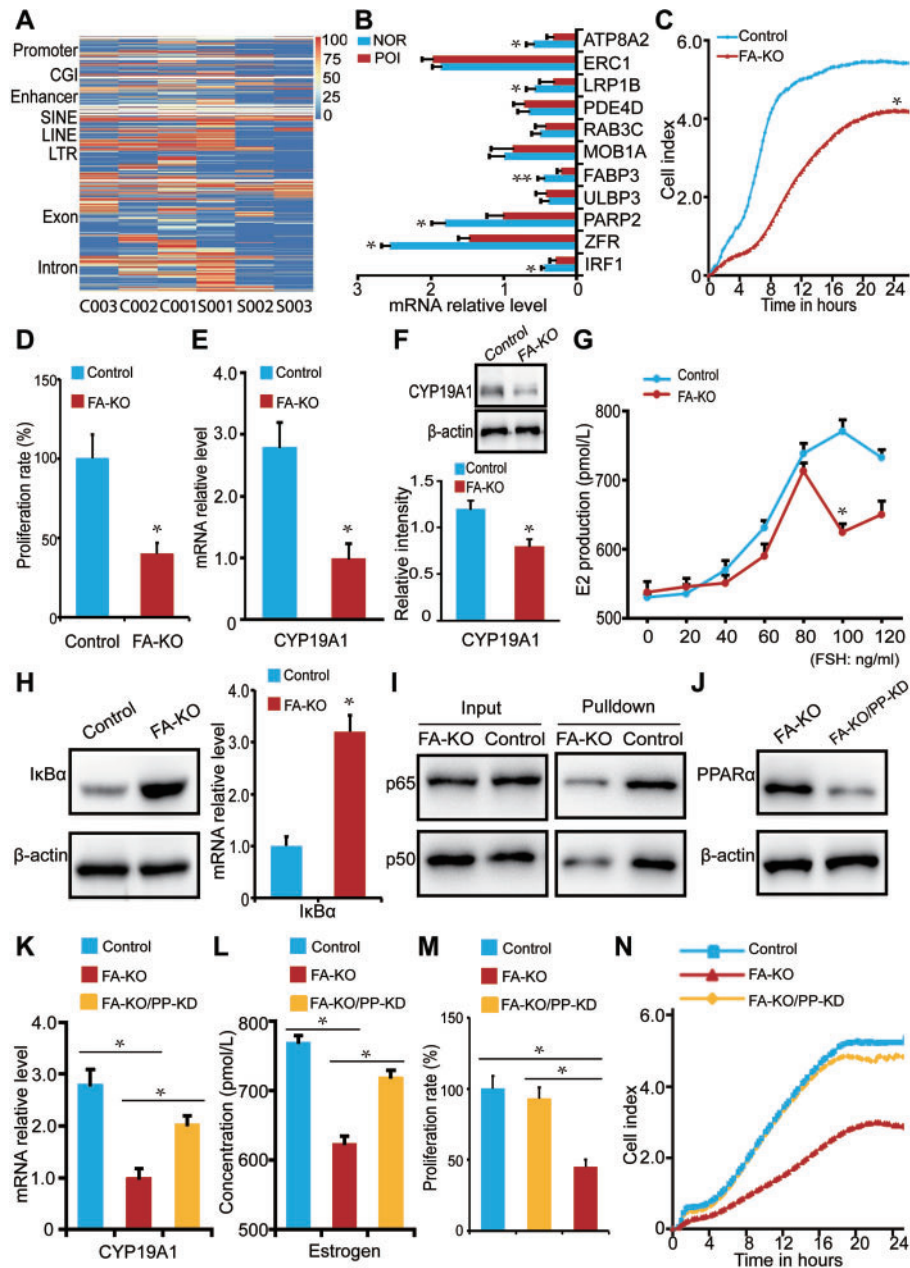 A
Promoter
CGI
Enhancer
SINE
LINE
LTR
Exon
Intron
100
75
50
25
0
C003 C002 C001 S001 S002 S003
B
NOR
POI
ATP8A2
*
ERC1
LRP1B
*
PDE4D
RAB3C
MOB1A
FABP3
**
ULBP3
PARP2
*
ZFR
*
IRF1
*
3 2 1 0
mRNA relative level
C
Control
FA-KO
Cell index
6.0
4.0
2.0
0
*
0 4 8 12 16 20 24
Time in hours
D
Control
FA-KO
Proliferation rate (%)
150
100
50
0
*
Control FA-KO
E
Control
FA-KO
mRNA relative level
4.0
3.0
2.0
1.0
0
*
CYP19A1
F
Control
FA-KO
CYP19A1
β-actin
Control
FA-KO
Relative intensity
1.8
1.2
0.6
0
*
CYP19A1
G
Control
FA-KO
E2 production (pmol/L)
800
700
600
500
*
0 20 40 60 80 100 120
(FSH: ng/ml)
H
Control
FA-KO
IκBα
β-actin
Control
FA-KO
mRNA relative level
4.0
3.0
2.0
1.0
0
*
IκBα
I
Input
Pulldown
FA-KO Control FA-KO Control
p65
p50
J
FA-KO
FA-KO/PP-KD
PPARα
β-actin
K
Control
FA-KO
FA-KO/PP-KD
mRNA relative level
4.0
3.0
2.0
1.0
0
*
*
CYP19A1
L
Control
FA-KO
FA-KO/PP-KD
Concentration (pmol/L)
800
700
600
500
*
*
Estrogen
M
Control
FA-KO
FA-KO/PP-KD
Proliferation rate (%)
150
100
50
0
*
*
N
Control
FA-KO
FA-KO/PP-KD
Cell index
6.0
4.0
2.0
0
0 4 8 12 16 20 24
Time in hours